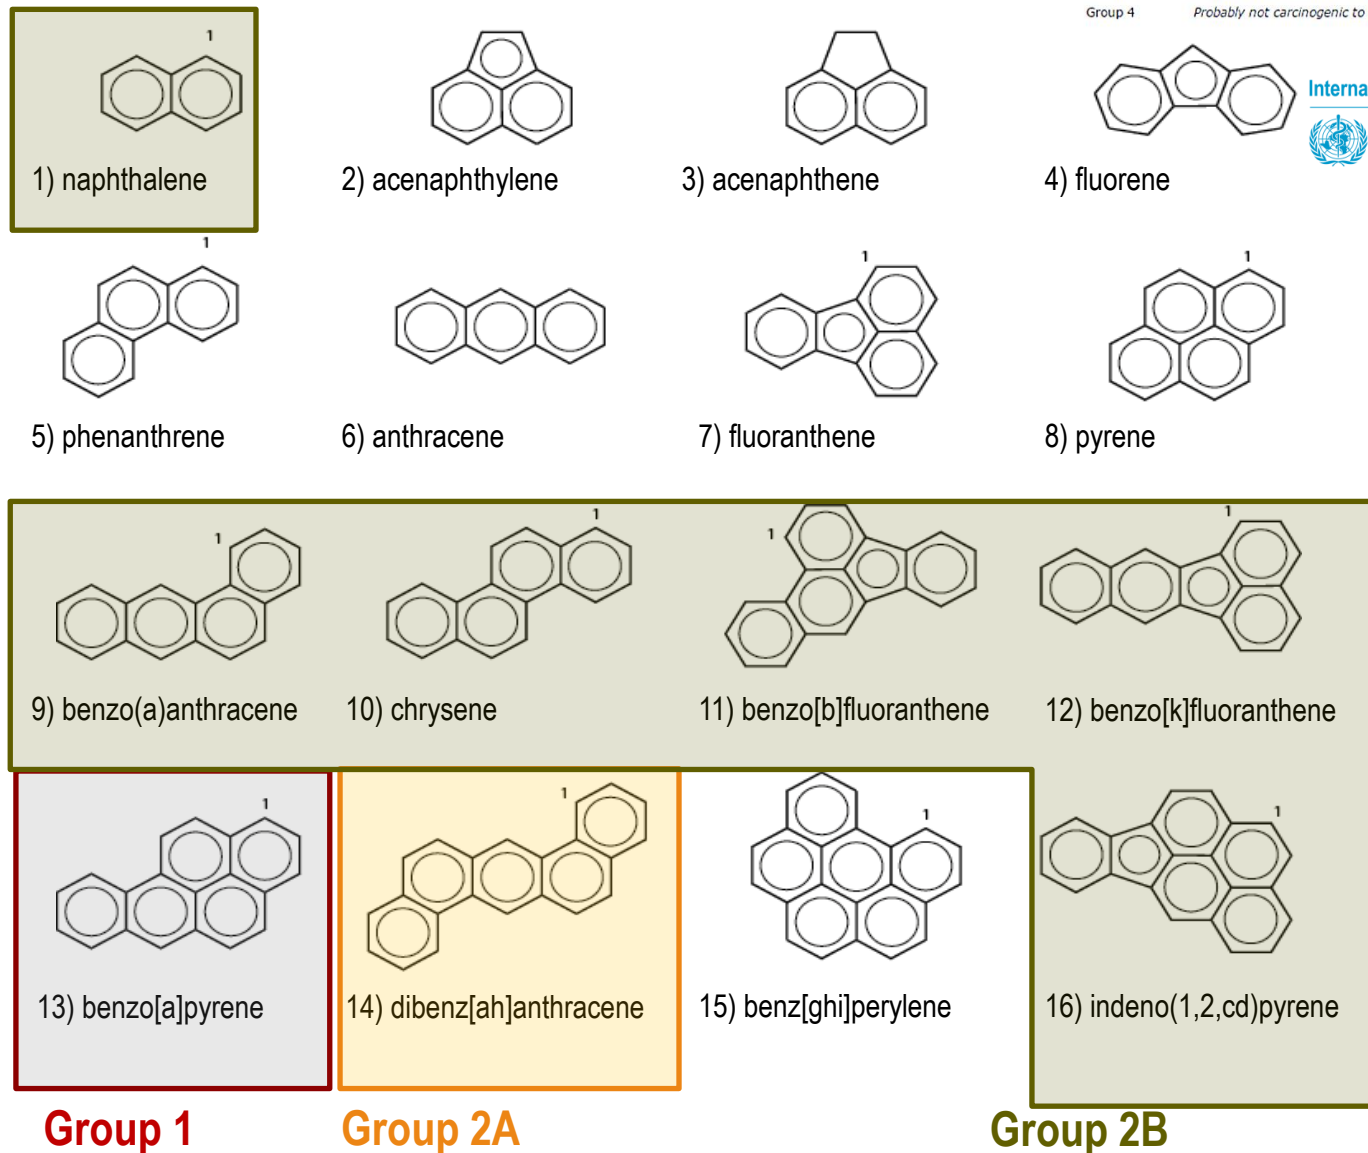 Group 4 Probably not carcinogenic to
Interna
1
1) naphthalene
2) acenaphthylene
3) acenaphthene
4) fluorene
1
1
1
5) phenanthrene
6) anthracene
7) fluoranthene
8) pyrene
1
1
1
1
9) benzo(a)anthracene
10) chrysene
11) benzo[b]fluoranthene
12) benzo[k]fluoranthene
1
1
1
1
13) benzo[a]pyrene
14) dibenz[ah]anthracene
15) benz[ghi]perylene
16) indeno(1,2,cd)pyrene
Group 1
Group 2A
Group 2B